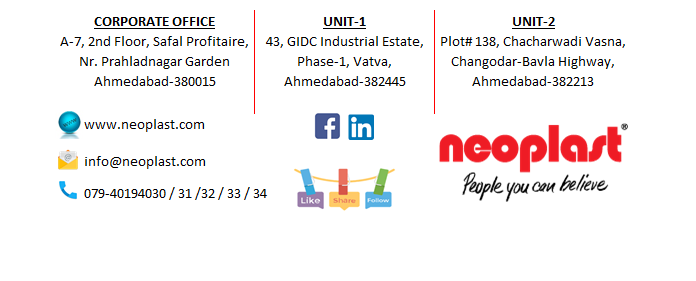 CORPORATE OFFICE
A-7, 2nd Floor, Safal Profitaire,
Nr. Prahladnagar Garden
Ahmedabad-380015
UNIT-1
43, GIDC Industrial Estate,
Phase-1, Vatva,
Ahmedabad-382445
UNIT-2
Plot# 138, Chacharwadi Vasna,
Changodar-Bavla Highway,
Ahmedabad-382213
www.neoplast.com
info@neoplast.com
079-40194030 / 31 /32 / 33 / 34
f
in
Like
Share
Follow
neoplast®
People you can believe